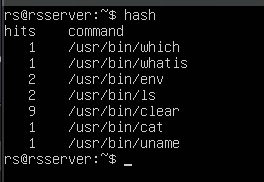 rs@rsserver:~$ hash
hits    command
   1    /usr/bin/which
   1    /usr/bin/whatis
   2    /usr/bin/env
   2    /usr/bin/ls
   9    /usr/bin/clear
   1    /usr/bin/cat
   1    /usr/bin/uname
rs@rsserver:~$ _